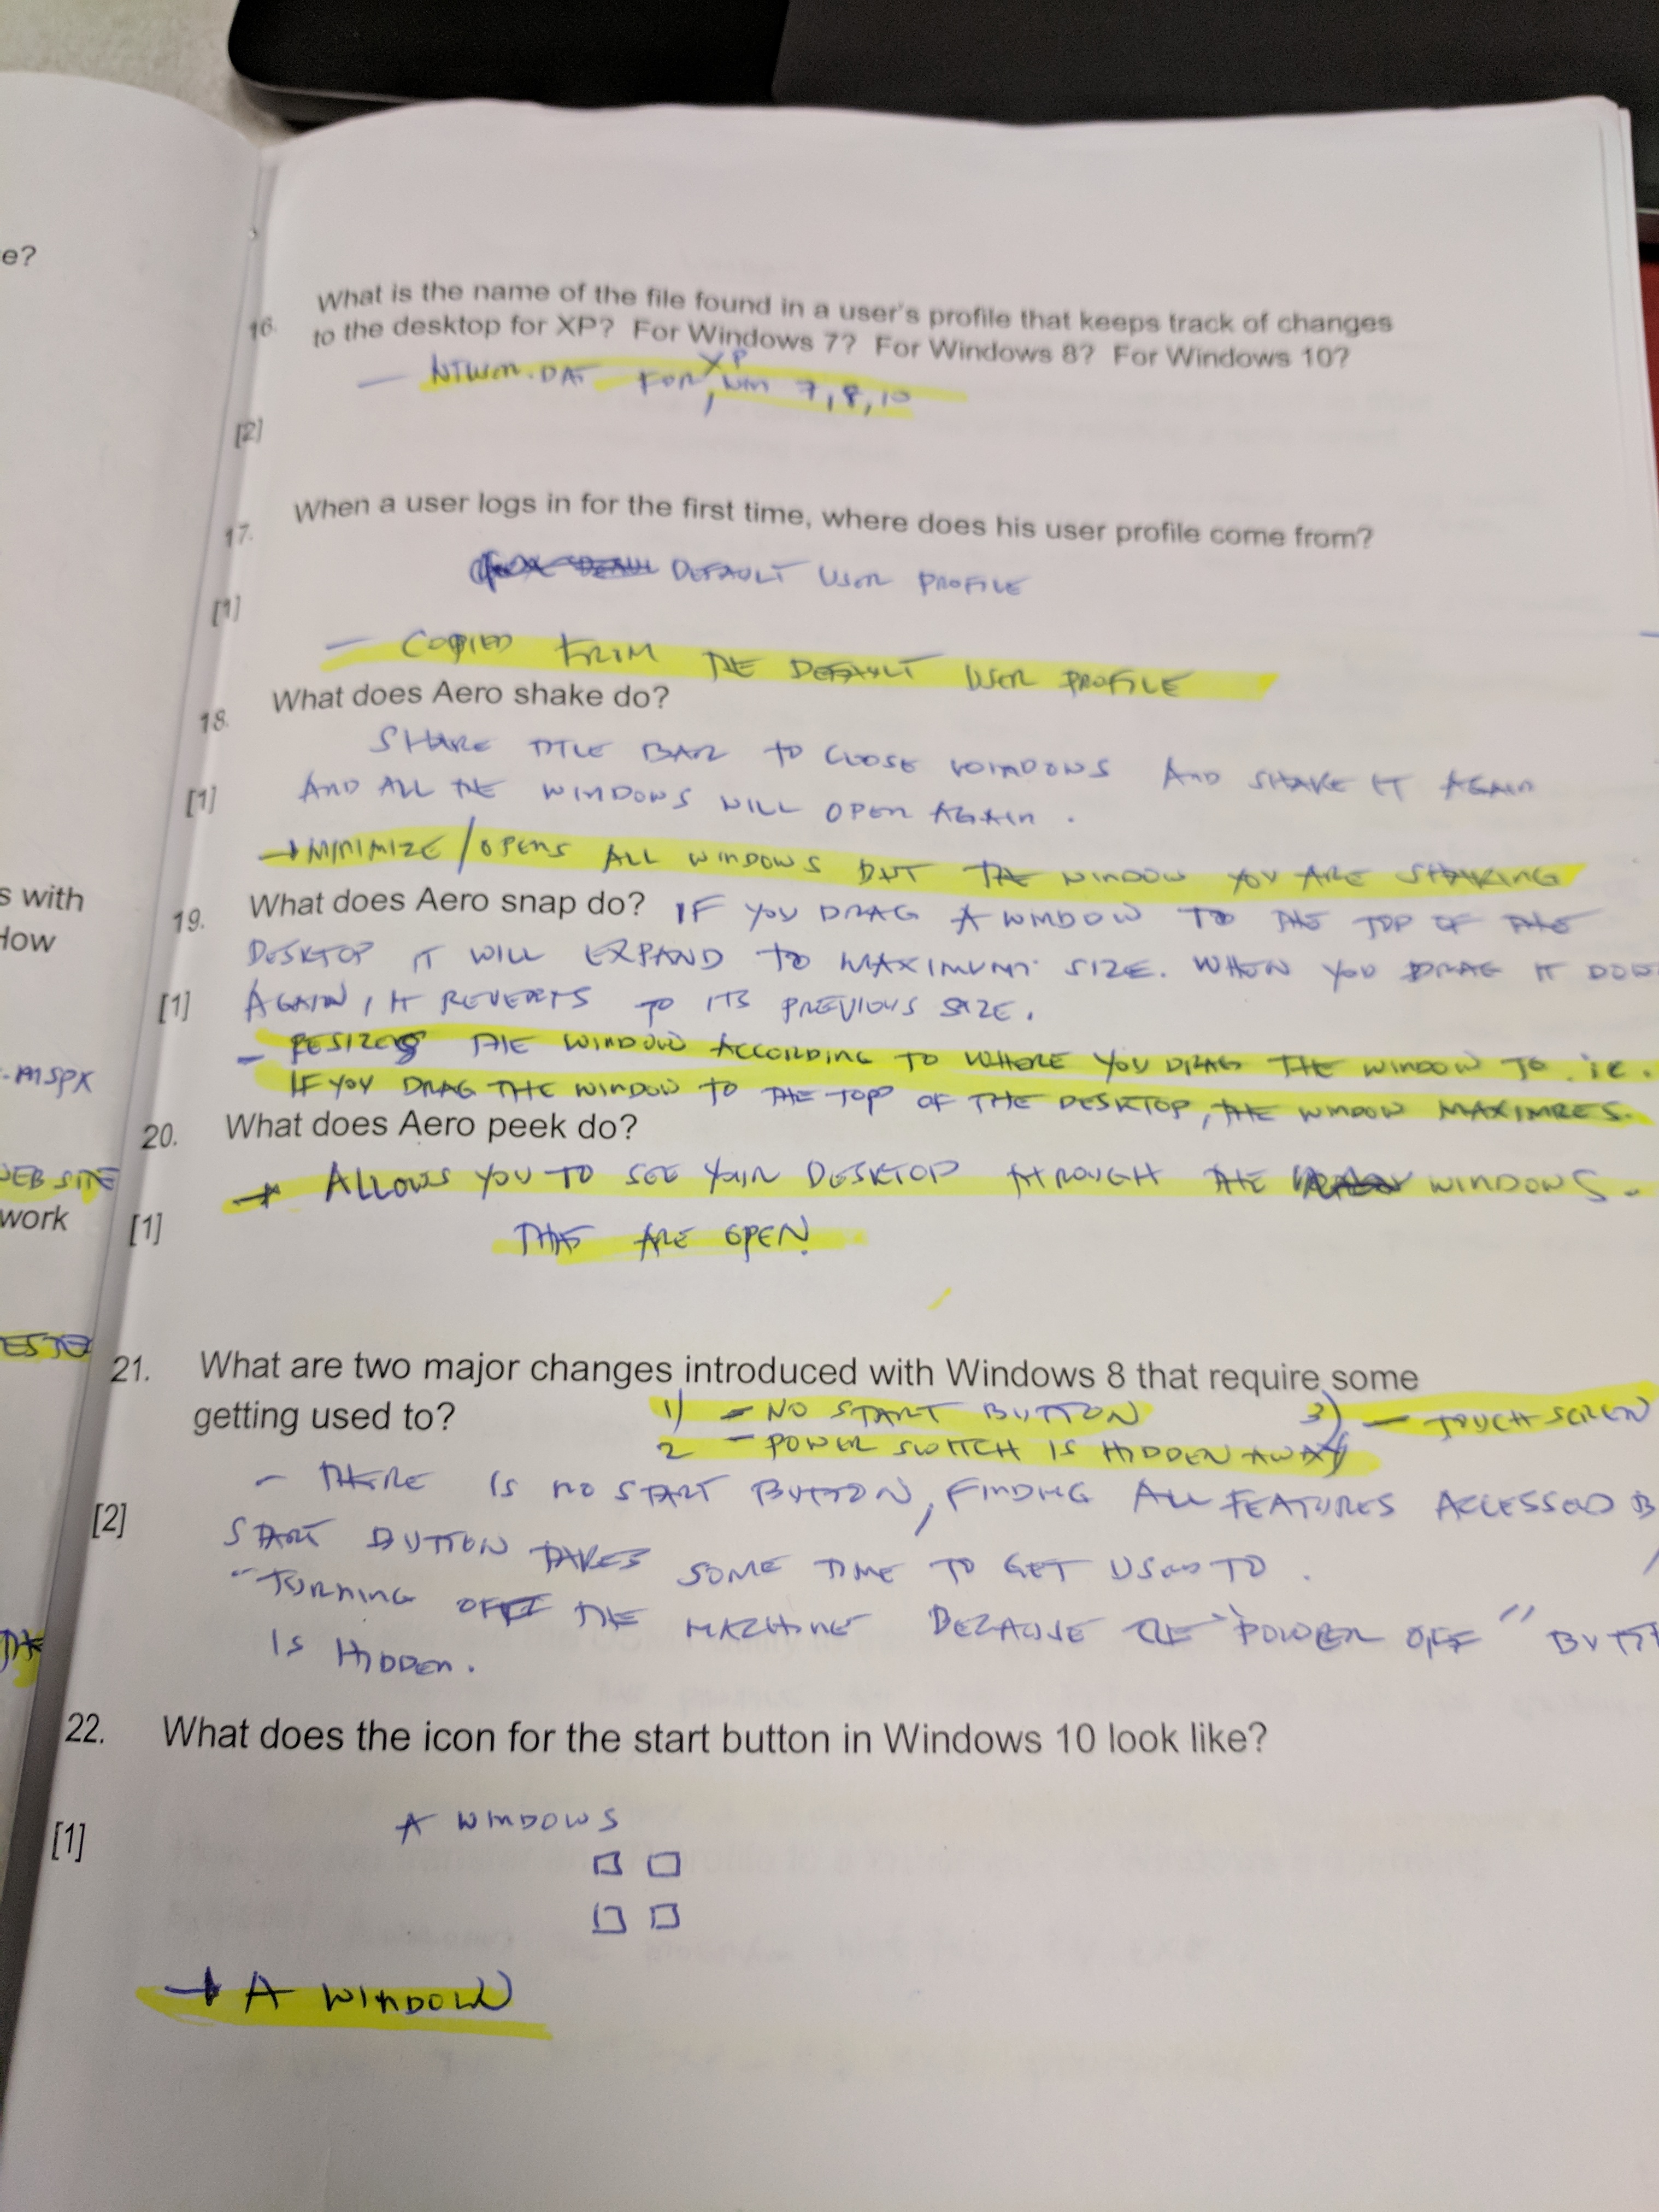 e?
16. What is the name of the file found in a user's profile that keeps track of changes
to the desktop for XP? For Windows 7? For Windows 8? For Windows 10?
XP
.DAT FOR, WIN 7, 8, 10
[2]
17. When a user logs in for the first time, where does his user profile come from?
DEFAULT USER PROFILE
[1]
- COPIED FROM THE DEFAULT USER PROFILE
18. What does Aero shake do?
SHAKE TITLE BAR TO CLOSE WINDOWS AND SHAKE IT AGAIN
[1] AND ALL THE WINDOWS WILL OPEN AGAIN.
→ MINIMIZE / OPENS ALL WINDOWS BUT THE WINDOW YOU ARE SHAKING
s with
19. What does Aero snap do? IF YOU DRAG A WINDOW TO THE TOP OF THE
How
DESKTOP IT WILL EXPAND TO MAXIMUM SIZE. WHEN YOU DRAG IT DOW
[1] AGAIN, IT REVERTS TO ITS PREVIOUS SIZE.
- RESIZES THE WINDOW ACCORDING TO WHERE YOU DRAG THE WINDOW TO. ie.
.mspx
IF YOU DRAG THE WINDOW TO THE TOP OF THE DESKTOP, THE WINDOW MAXIMIZES.
20. What does Aero peek do?
WEB SITE
→ ALLOWS YOU TO SEE YOUR DESKTOP THROUGH THE WINDOWS.
work
[1] THAT ARE OPEN.
21. What are two major changes introduced with Windows 8 that require some
getting used to?
1) - NO START BUTTON
2 - POWER SWITCH IS HIDDEN AWAY
3) - TOUCH SCREEN
- THERE IS NO START BUTTON, FINDING ALL FEATURES ACCESSED B
[2] START BUTTON TAKES SOME TIME TO GET USED TO.
- TURNING OFF THE MACHINE BECAUSE THE "POWER OFF" BUTT
IS HIDDEN.
22. What does the icon for the start button in Windows 10 look like?
A WINDOWS
[1]
→ A WINDOW